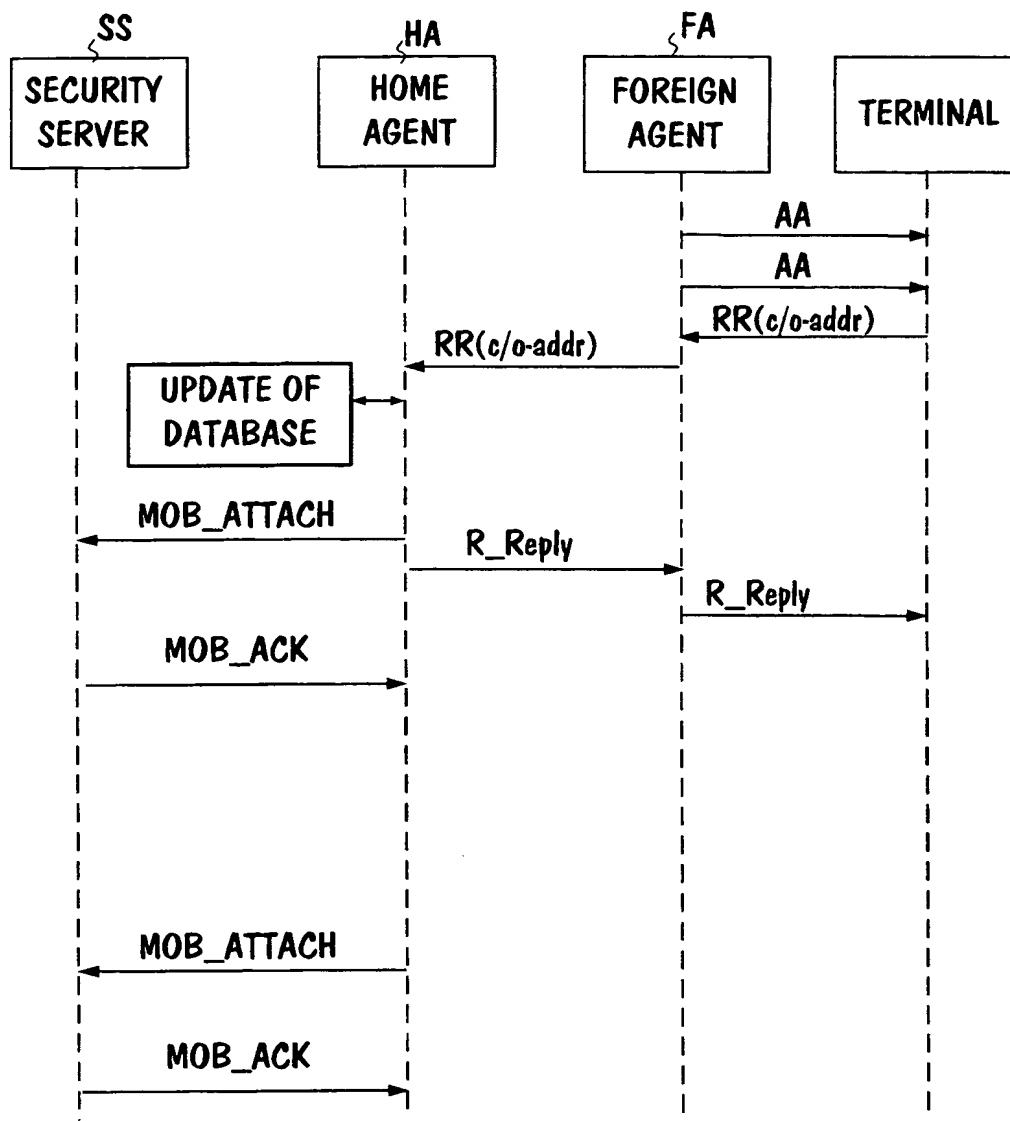 SS
HA
FA
SECURITY
SERVER
HOME
AGENT
FOREIGN
AGENT
TERMINAL
AA
AA
RR(c/o-addr)
RR(c/o-addr)
UPDATE OF
DATABASE
MOB_ATTACH
R_Reply
R_Reply
MOB_ACK
MOB_ATTACH
MOB_ACK